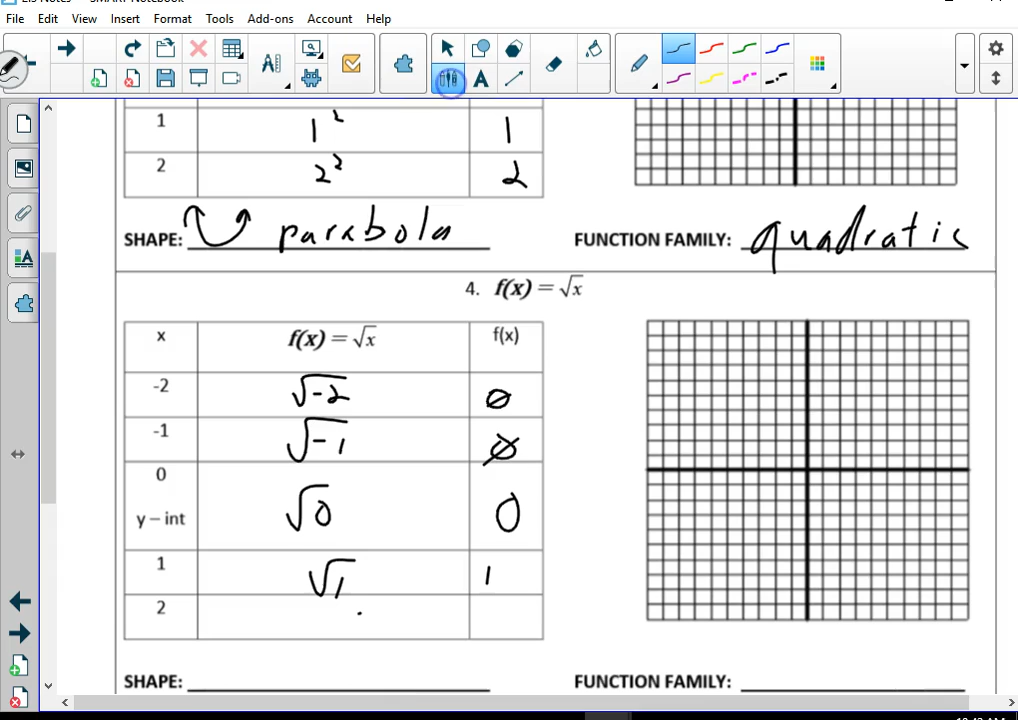 File Edit View Insert Format Tools Add-ons Account Help
1 1² 1
2 2² 2
SHAPE: parabola FUNCTION FAMILY: quadratic
4. f(x) = √x
x f(x) = √x f(x)
-2 √-2 ∅
-1 √-1 ∅
0
y – int √0 0
1 √1 1
2
SHAPE: FUNCTION FAMILY: